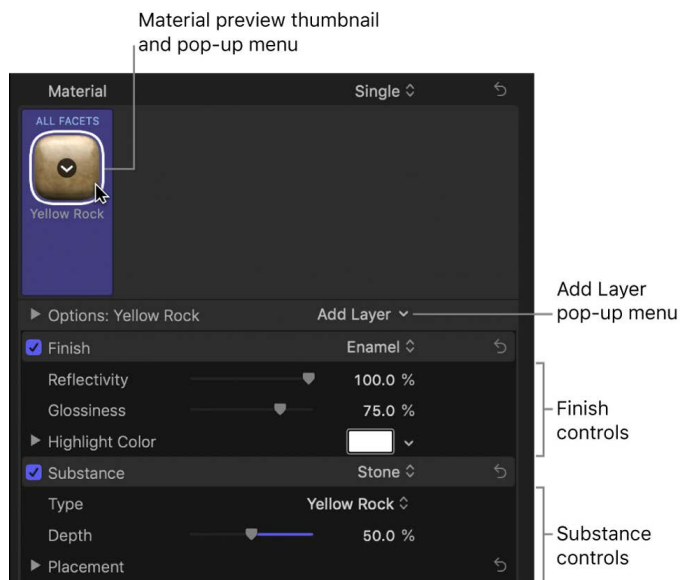 Material preview thumbnail
and pop-up menu
Material Single
ALL FACETS
Yellow Rock
Options: Yellow Rock Add Layer
Add Layer
pop-up menu
Finish Enamel
Reflectivity 100.0 %
Glossiness 75.0 %
Highlight Color
Finish
controls
Substance Stone
Type Yellow Rock
Depth 50.0 %
Placement
Substance
controls